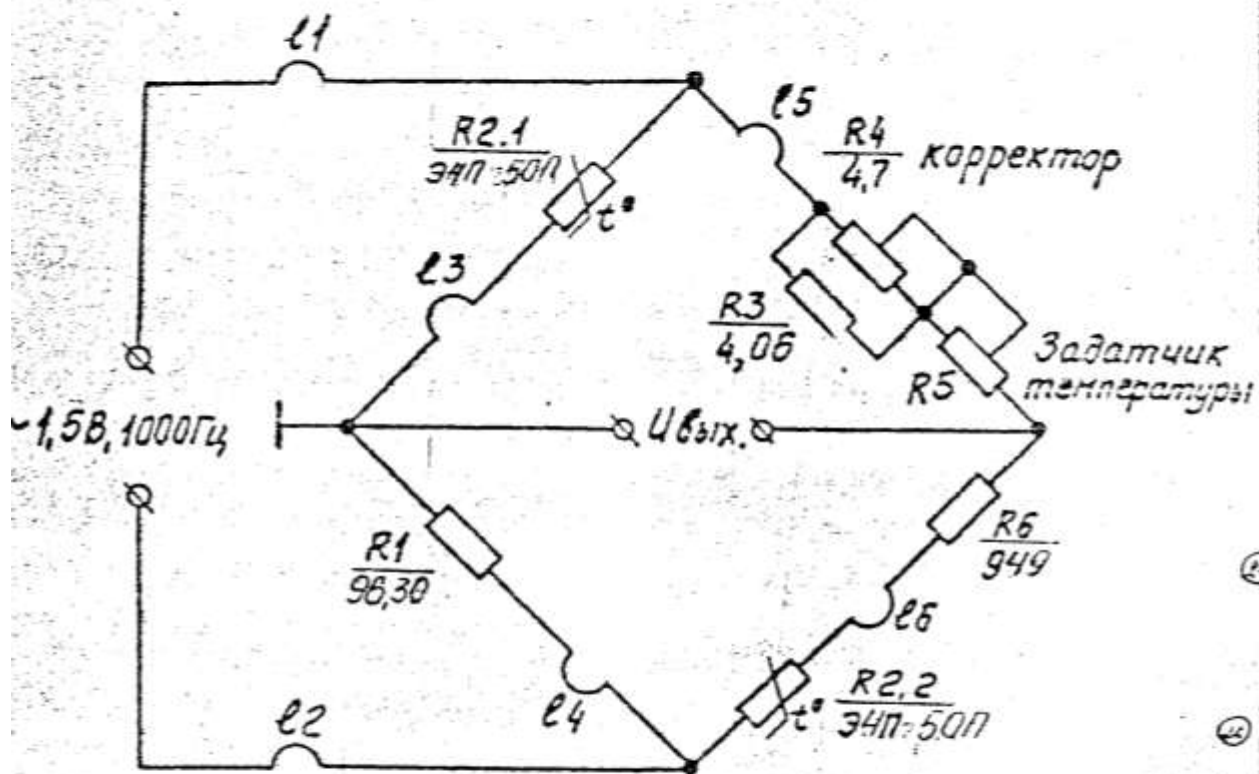 l1
l5
R2.1
ЭЧП-50П
t°
R4
4,7
корректор
l3
R3
4,06
R5
Задатчик
температуры
~1,5В, 1000Гц
Uвых.
R1
96,30
R6
949
l6
l4
R2.2
ЭЧП-50П
t°
l2